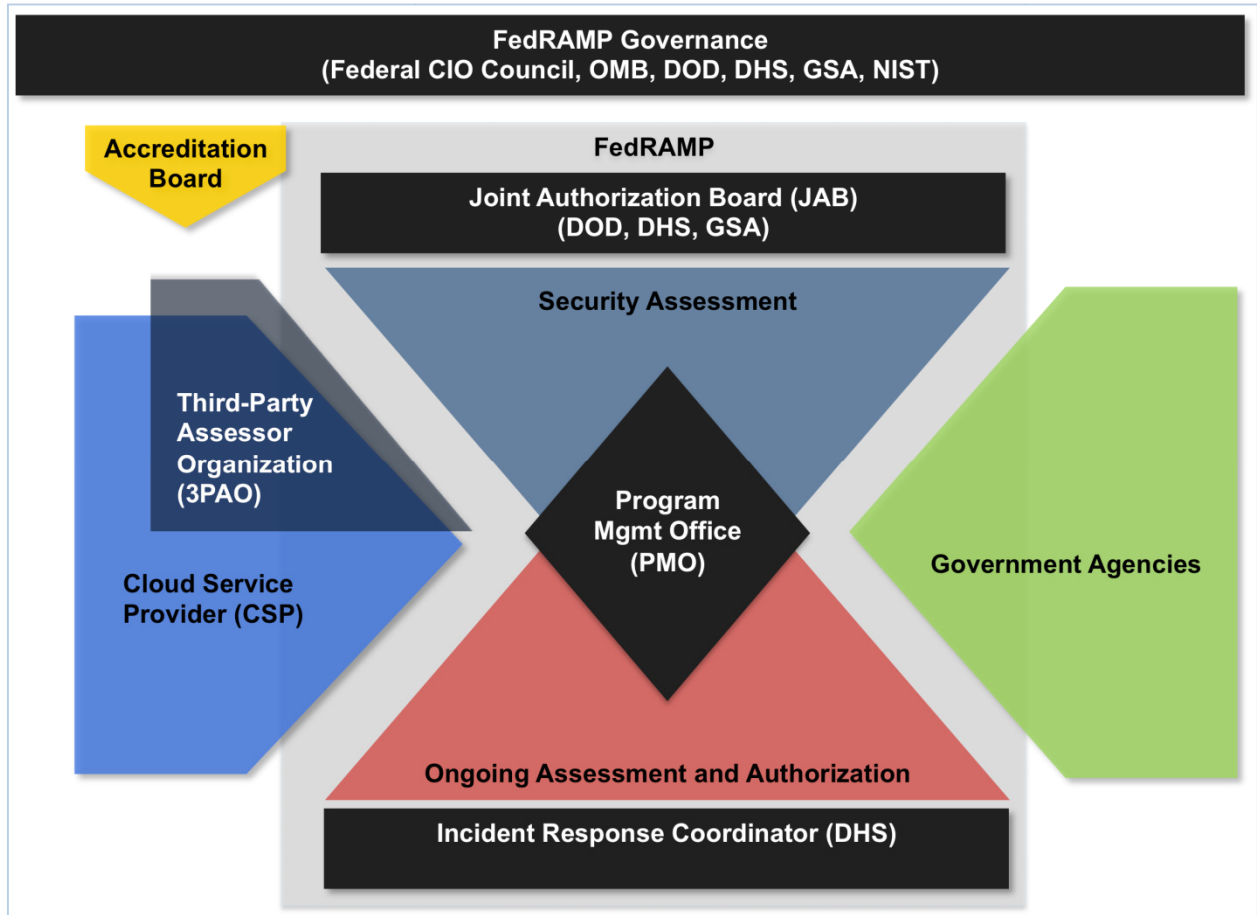 FedRAMP Governance
(Federal CIO Council, OMB, DOD, DHS, GSA, NIST)
Accreditation
Board
FedRAMP
Joint Authorization Board (JAB)
(DOD, DHS, GSA)
Security Assessment
Third-Party
Assessor
Organization
(3PAO)
Cloud Service
Provider (CSP)
Program
Mgmt Office
(PMO)
Government Agencies
Ongoing Assessment and Authorization
Incident Response Coordinator (DHS)